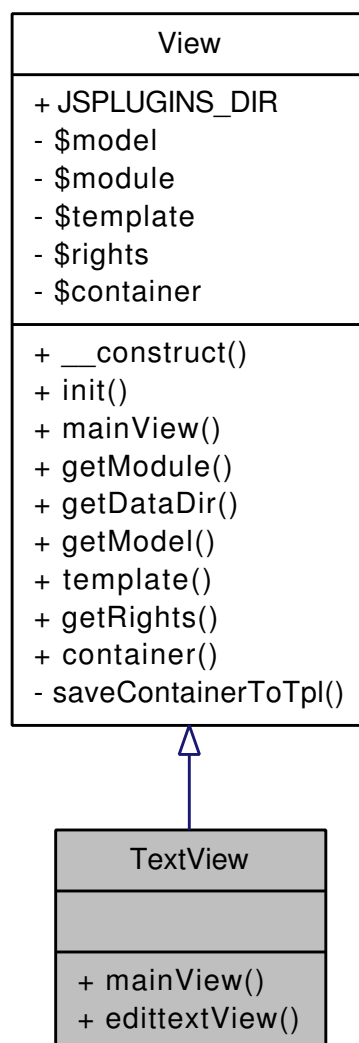 View
+ JSPLUGINS_DIR
- $model
- $module
- $template
- $rights
- $container
+ __construct()
+ init()
+ mainView()
+ getModule()
+ getDataDir()
+ getModel()
+ template()
+ getRights()
+ container()
- saveContainerToTpl()
TextView
+ mainView()
+ edittextView()